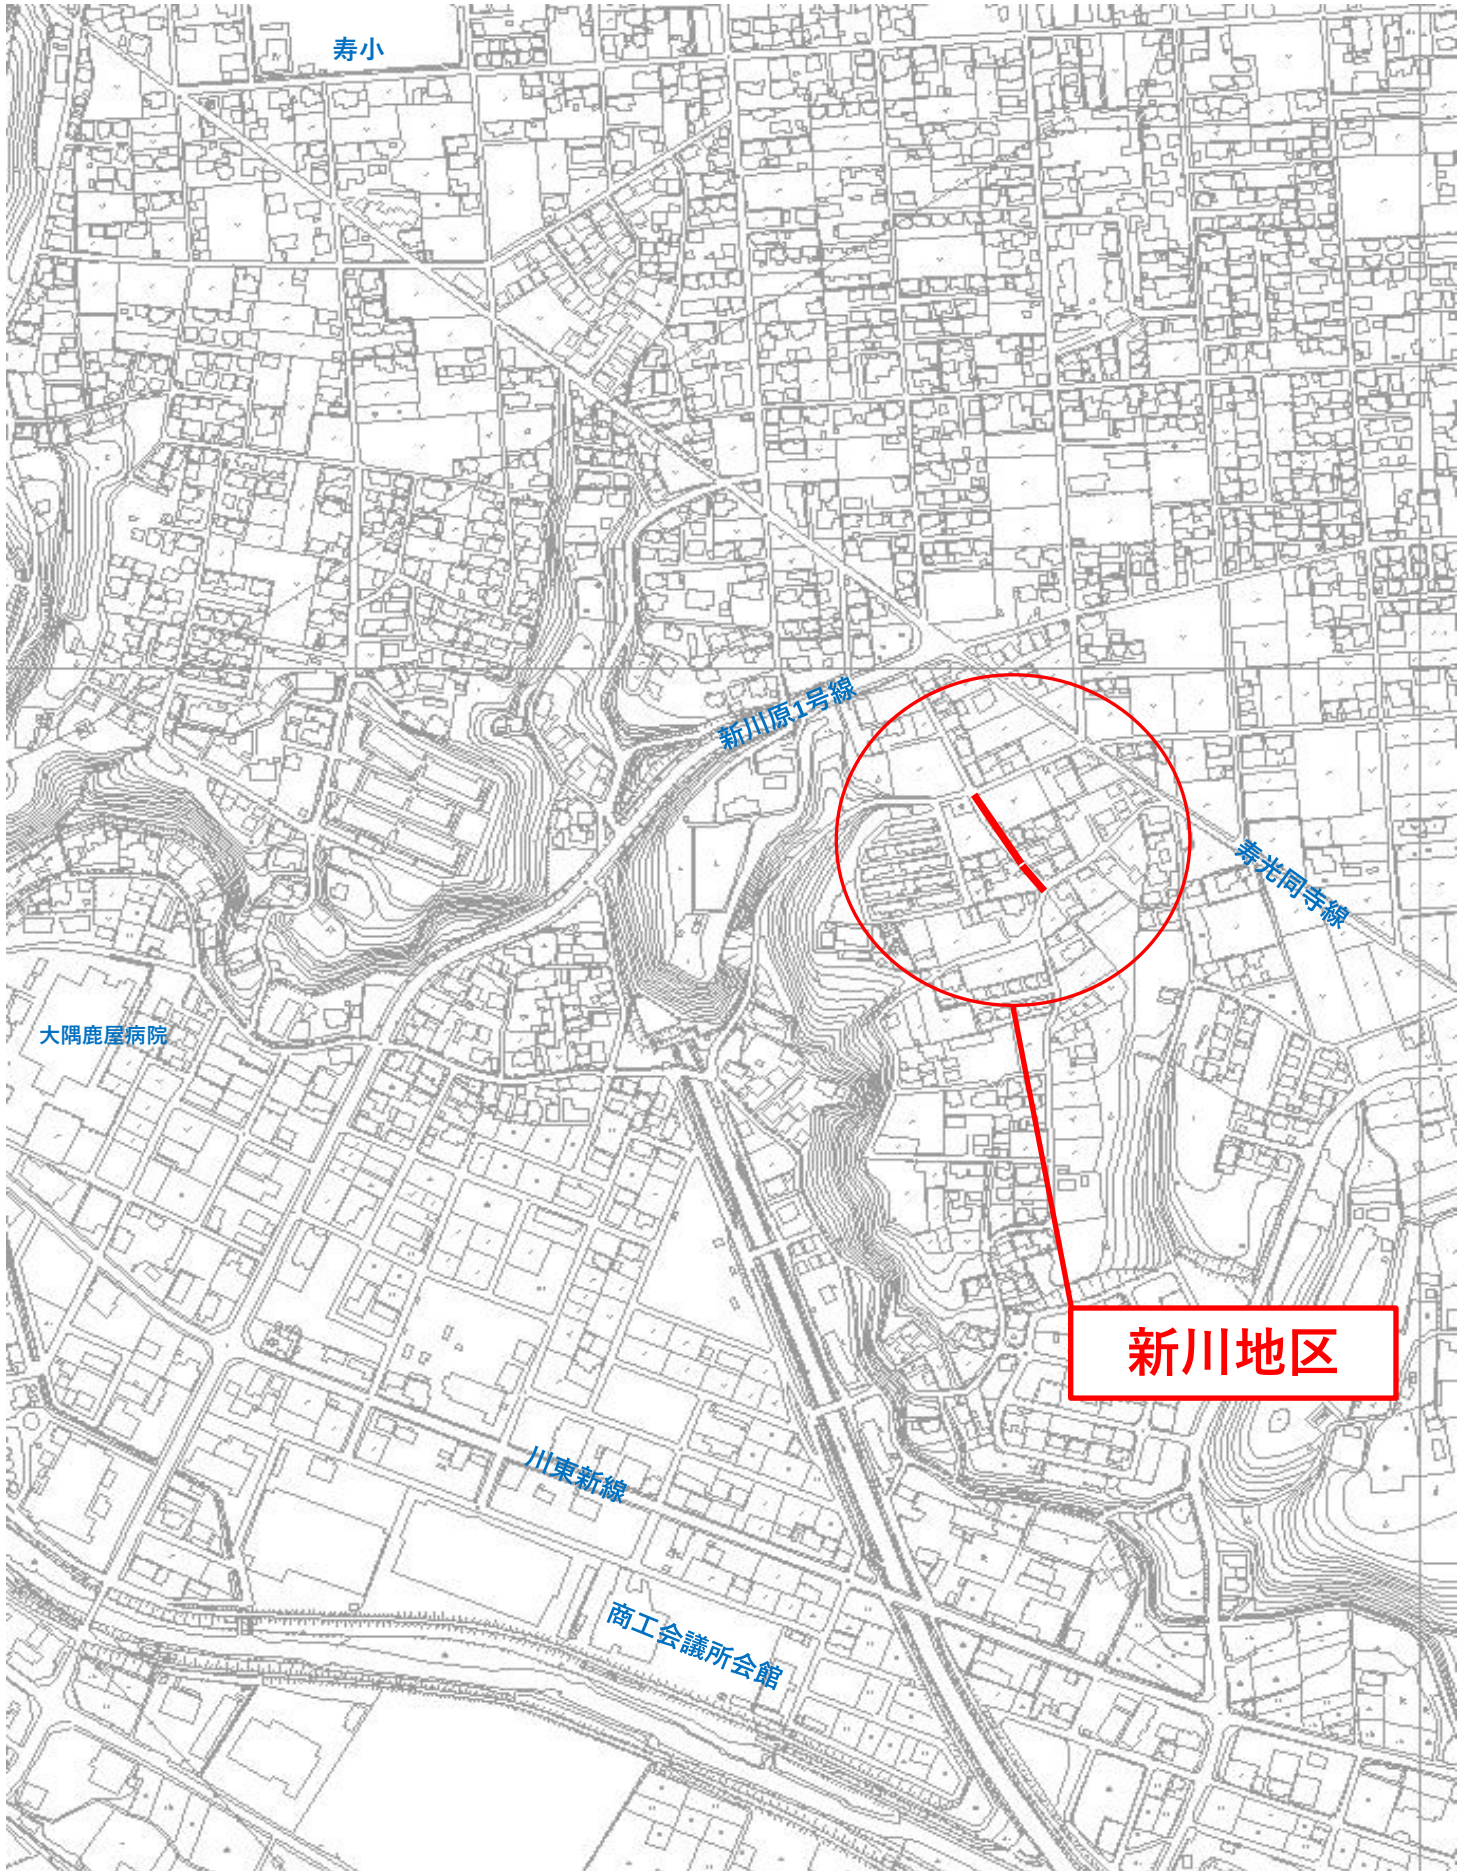 寿小
新川原1号線
寿光同寺線
大隅鹿屋病院
新川地区
川東新線
商工会議所会館